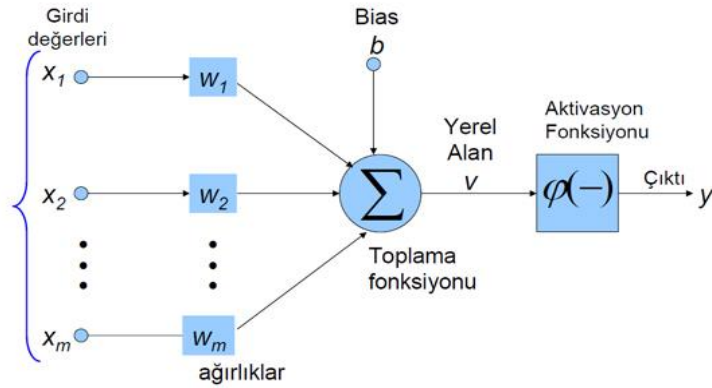 Girdi
değerleri
x1
w1
x2
w2
xm
wm
ağırlıklar
Bias
b
∑
Toplama
fonksiyonu
Yerel
Alan
v
Aktivasyon
Fonksiyonu
φ(−)
Çıktı
y